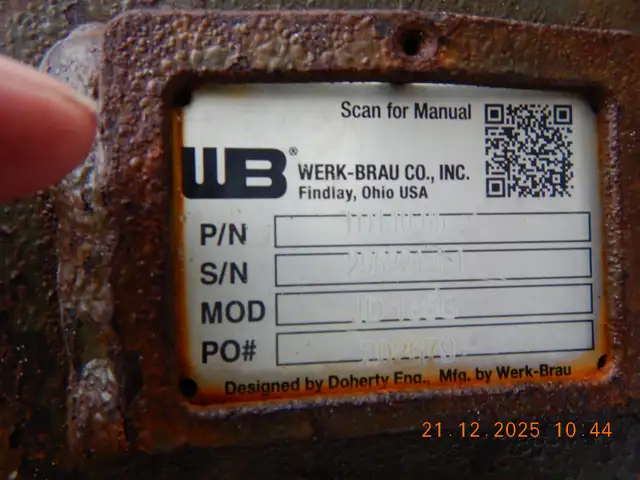 Scan for Manual
WB®
WERK-BRAU CO., INC.
Findlay, Ohio USA
P/N
S/N
MOD
PO#
Designed by Doherty Eng., Mfg. by Werk-Brau
21.12.2025 10:44